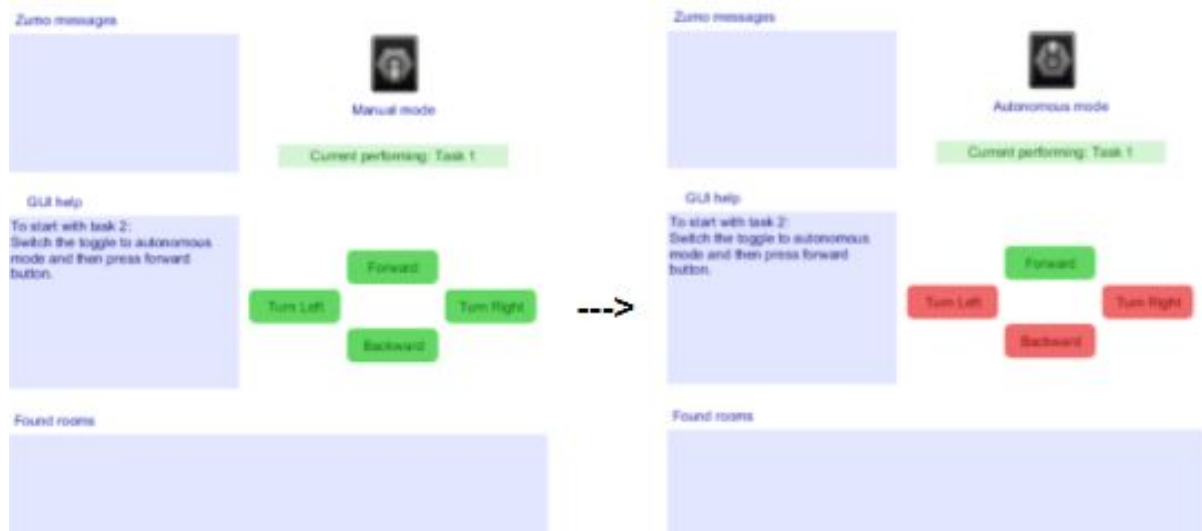 Zumo messages
Manual mode
Current performing: Task 1
GUI help
To start with task 2:
Switch the toggle to autonomous
mode and then press forward
button.
Forward
Turn Left
Turn Right
Backward
Found rooms
--->
Zumo messages
Autonomous mode
Current performing: Task 1
GUI help
To start with task 2:
Switch the toggle to autonomous
mode and then press forward
button.
Forward
Turn Left
Turn Right
Backward
Found rooms